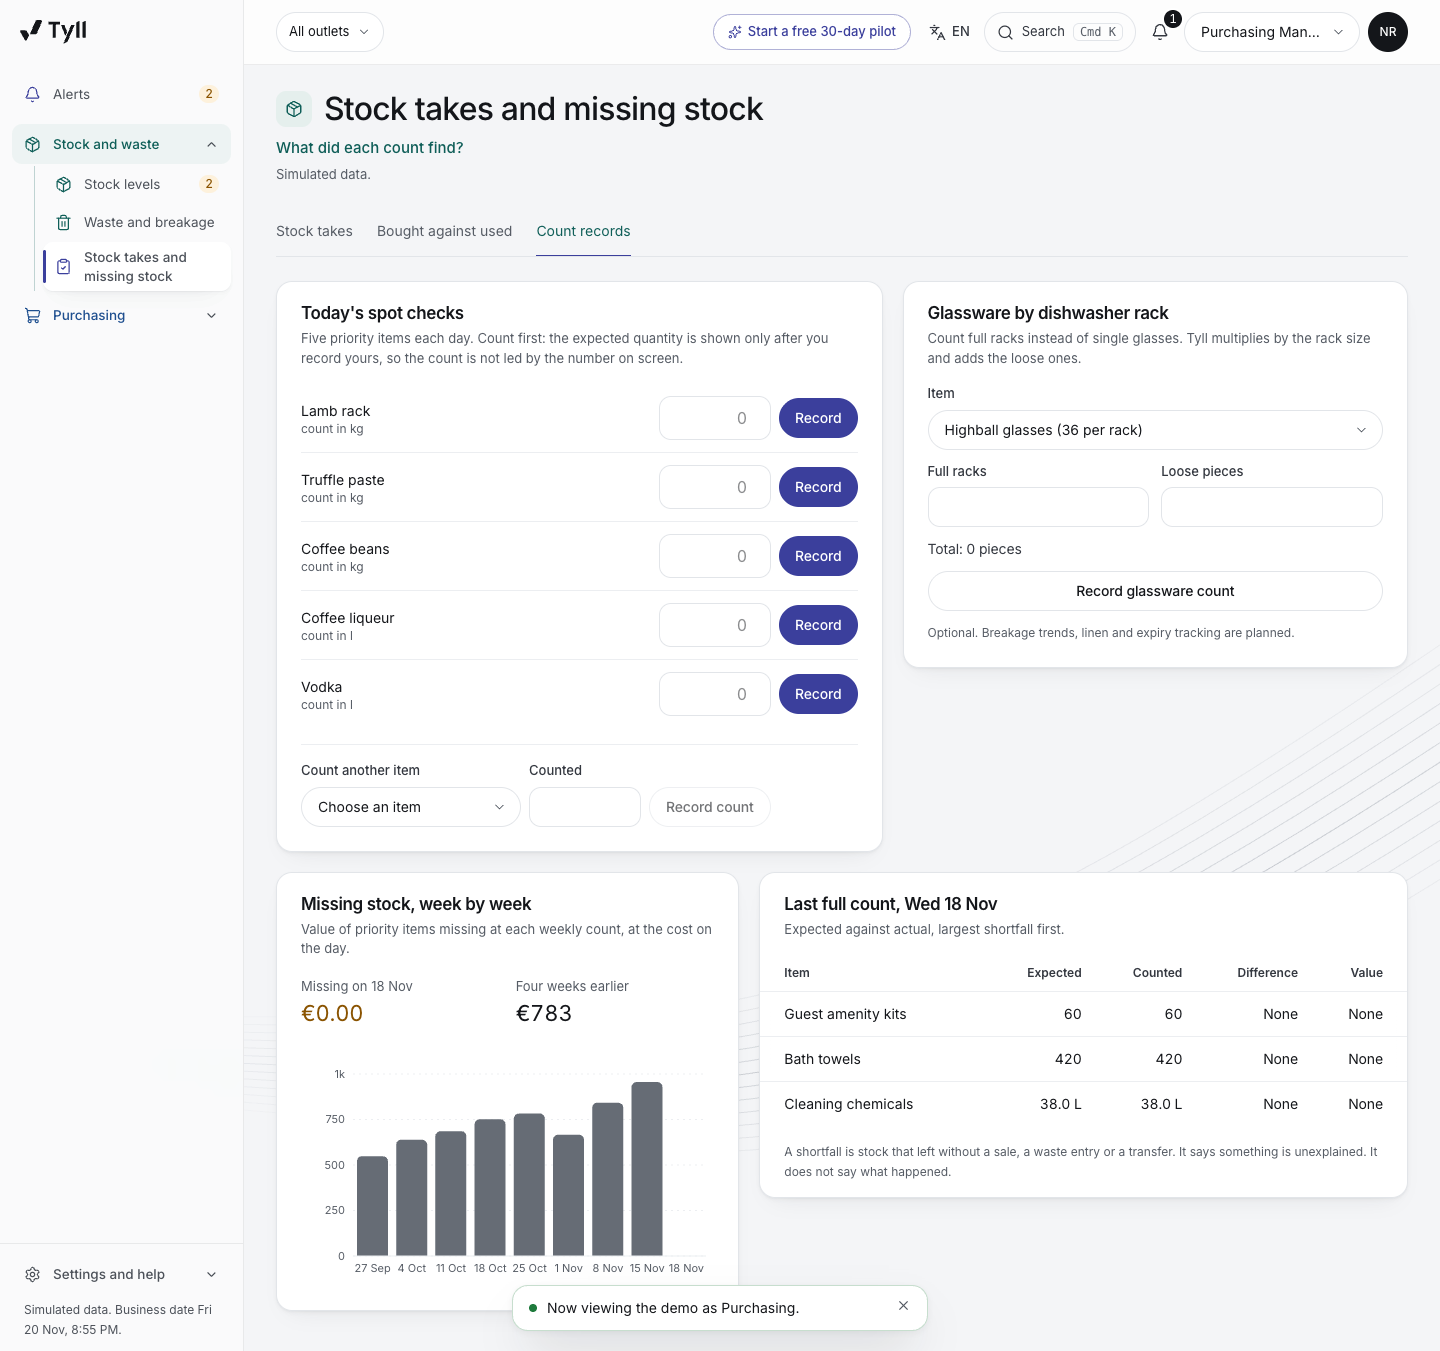 Tyll
Alerts
2
Stock and waste
Stock levels
2
Waste and breakage
Stock takes and
missing stock
Purchasing
Settings and help
Simulated data. Business date Fri
20 Nov, 8:55 PM.
All outlets
Start a free 30-day pilot
EN
Search
Cmd K
1
Purchasing Man...
NR
Stock takes and missing stock
What did each count find?
Simulated data.
Stock takes
Bought against used
Count records
Today's spot checks
Five priority items each day. Count first: the expected quantity is shown only after you
record yours, so the count is not led by the number on screen.
Lamb rack
count in kg
0
Record
Truffle paste
count in kg
0
Record
Coffee beans
count in kg
0
Record
Coffee liqueur
count in l
0
Record
Vodka
count in l
0
Record
Count another item
Counted
Choose an item
Record count
Glassware by dishwasher rack
Count full racks instead of single glasses. Tyll multiplies by the rack size
and adds the loose ones.
Item
Highball glasses (36 per rack)
Full racks
Loose pieces
Total: 0 pieces
Record glassware count
Optional. Breakage trends, linen and expiry tracking are planned.
Missing stock, week by week
Value of priority items missing at each weekly count, at the cost on
the day.
Missing on 18 Nov
€0.00
Four weeks earlier
€783
1k
750
500
250
0
27 Sep
4 Oct
11 Oct
18 Oct
25 Oct
1 Nov
8 Nov
15 Nov
18 Nov
Last full count, Wed 18 Nov
Expected against actual, largest shortfall first.
Item Expected Counted Difference Value
Guest amenity kits 60 60 None None
Bath towels 420 420 None None
Cleaning chemicals 38.0 L 38.0 L None None
A shortfall is stock that left without a sale, a waste entry or a transfer. It says something is unexplained. It
does not say what happened.
Now viewing the demo as Purchasing.